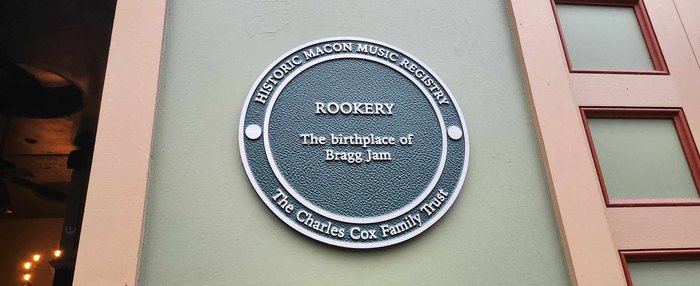 HISTORIC MACON MUSIC REGISTRY
ROOKERY
The birthplace of
Bragg Jam
The Charles Cox Family Trust